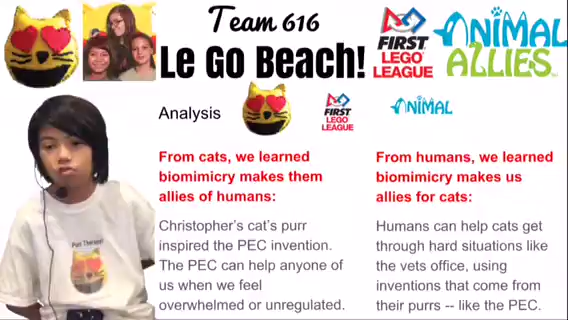 Team 616
Le Go Beach!
FIRST
LEGO
LEAGUE
ANIMAL
ALLIES
Analysis
FIRST
LEGO
LEAGUE
ANIMAL
From cats, we learned
biomimicry makes them
allies of humans:
Christopher's cat's purr
inspired the PEC invention.
The PEC can help anyone of
us when we feel
overwhelmed or unregulated.
From humans, we learned
biomimicry makes us
allies for cats:
Humans can help cats get
through hard situations like
the vets office, using
inventions that come from
their purrs -- like the PEC.
Purr Therapy!